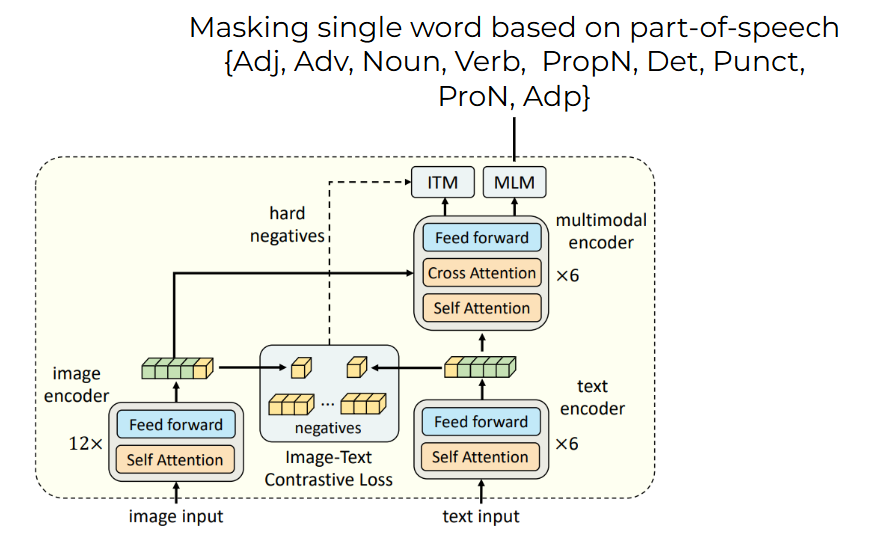 Masking single word based on part-of-speech
{Adj, Adv, Noun, Verb, PropN, Det, Punct,
ProN, Adp}
ITM
MLM
hard
negatives
Feed forward
Cross Attention
Self Attention
multimodal
encoder
×6
image
encoder
12×
Feed forward
Self Attention
...
negatives
Image-Text
Contrastive Loss
Feed forward
Self Attention
text
encoder
×6
image input
text input